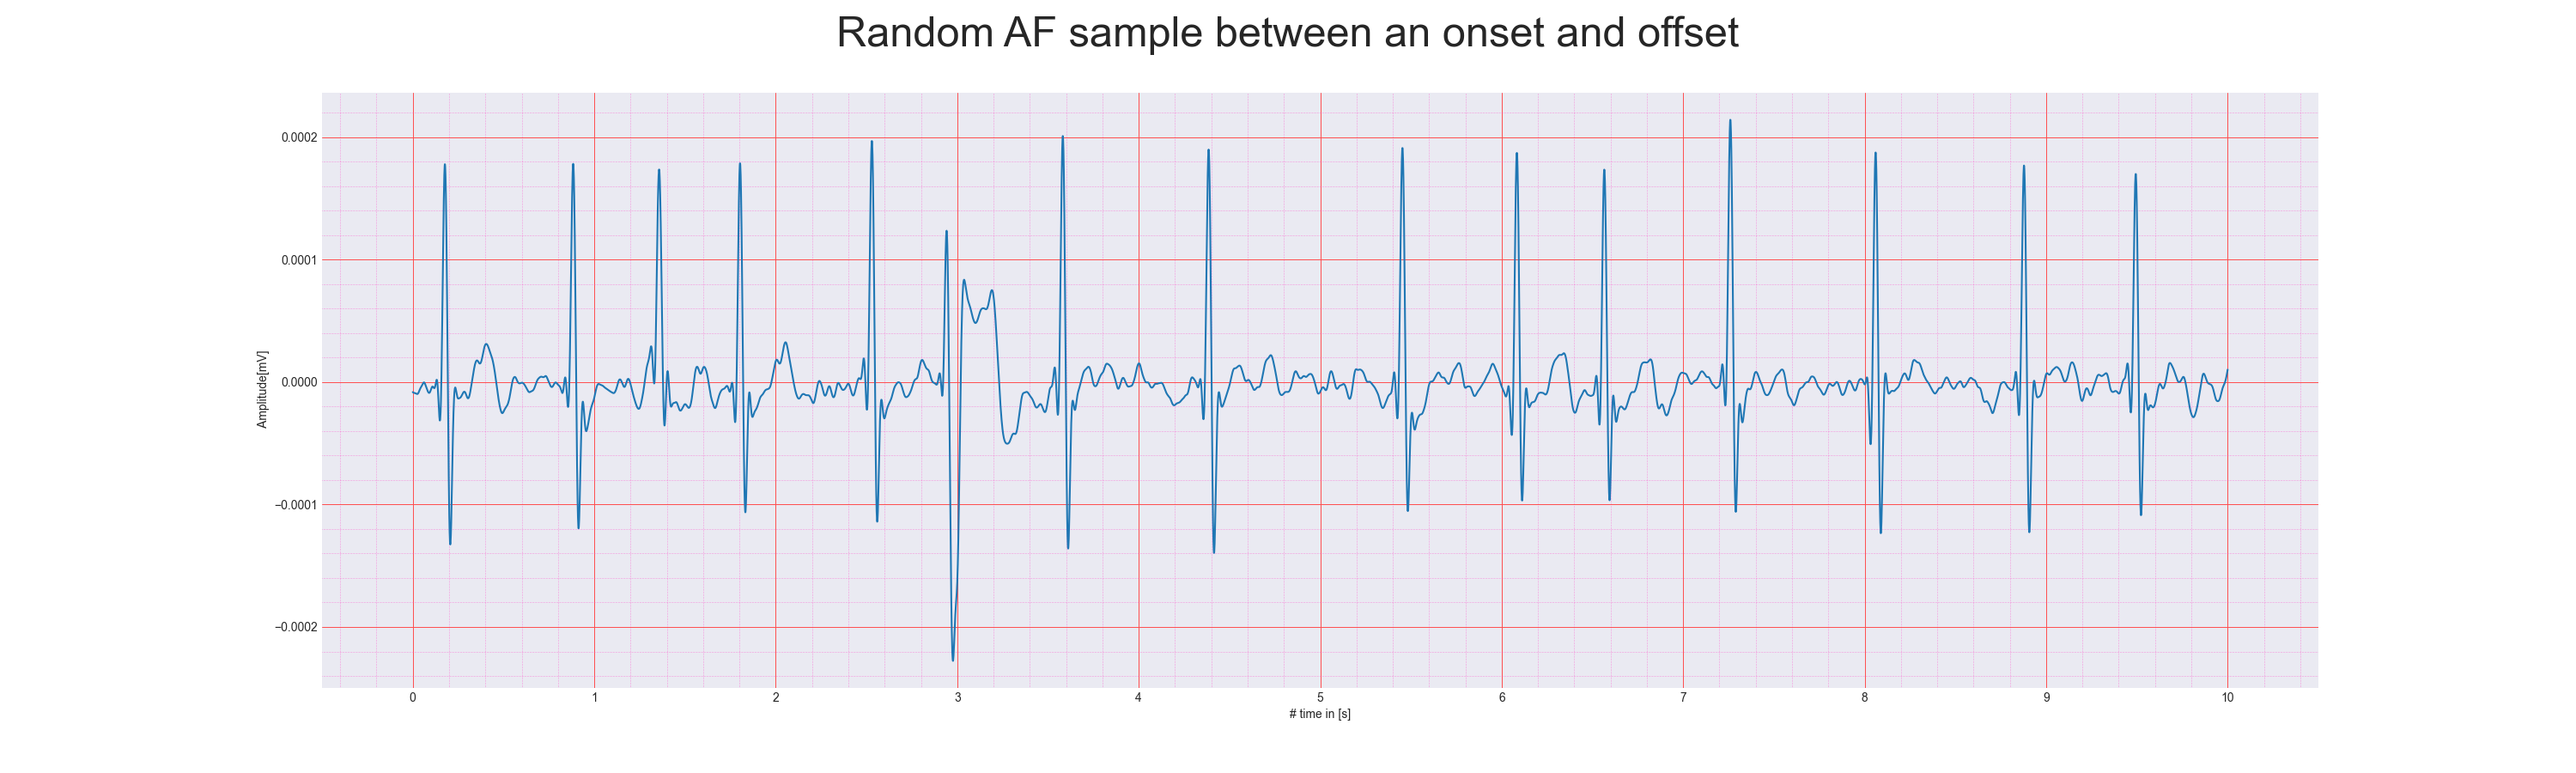 Random AF sample between an onset and offset
0.0002
0.0001
0.0000
−0.0001
−0.0002
Amplitude[mV]
0 1 2 3 4 5 6 7 8 9 10
# time in [s]